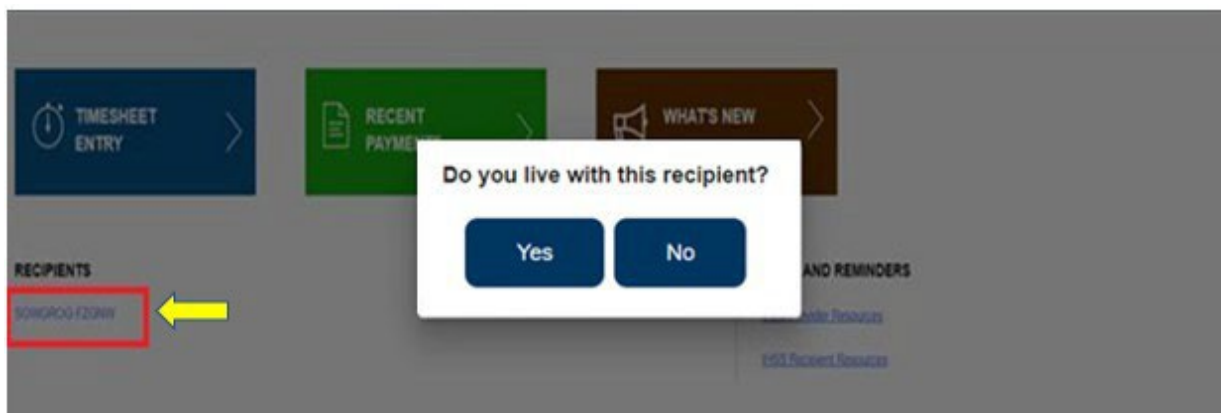 TIMESHEET
ENTRY
RECENT
WHAT'S NEW
Do you live with this recipient?
Yes
No
RECIPIENTS
AND REMINDERS
Resources
IHSS Recipient Resources